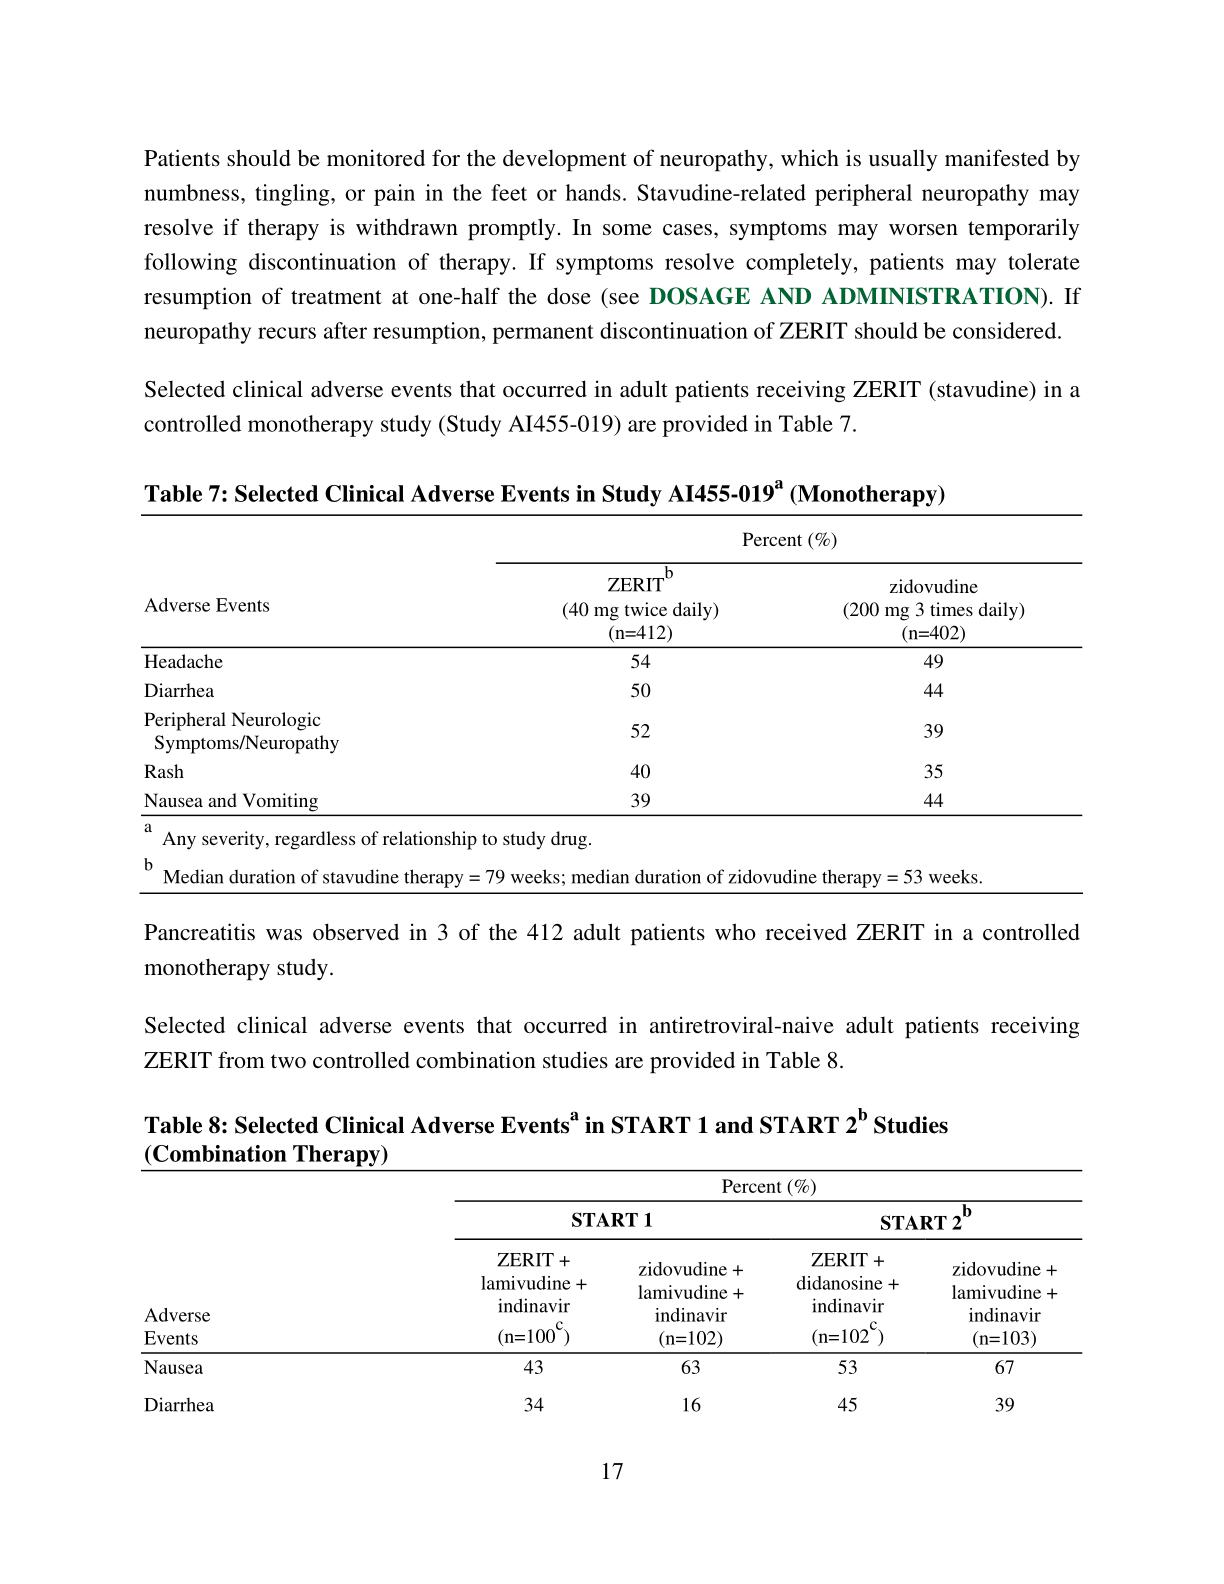 Patients should be monitored for the development of neuropathy, which is usually manifested by
numbness, tingling, or pain in the feet or hands. Stavudine-related peripheral neuropathy may
resolve if therapy is withdrawn promptly. In some cases, symptoms may worsen temporarily
following discontinuation of therapy. If symptoms resolve completely, patients may tolerate
resumption of treatment at one-half the dose (see DOSAGE AND ADMINISTRATION). If
neuropathy recurs after resumption, permanent discontinuation of ZERIT should be considered.
Selected clinical adverse events that occurred in adult patients receiving ZERIT (stavudine) in a
controlled monotherapy study (Study AI455-019) are provided in Table 7.
Table 7: Selected Clinical Adverse Events in Study AI455-019a (Monotherapy)
Percent (%)
Adverse Events
ZERITb
(40 mg twice daily)
(n=412)
zidovudine
(200 mg 3 times daily)
(n=402)
Headache 54 49
Diarrhea 50 44
Peripheral Neurologic
Symptoms/Neuropathy 52 39
Rash 40 35
Nausea and Vomiting 39 44
a Any severity, regardless of relationship to study drug.
b Median duration of stavudine therapy = 79 weeks; median duration of zidovudine therapy = 53 weeks.
Pancreatitis was observed in 3 of the 412 adult patients who received ZERIT in a controlled
monotherapy study.
Selected clinical adverse events that occurred in antiretroviral-naive adult patients receiving
ZERIT from two controlled combination studies are provided in Table 8.
Table 8: Selected Clinical Adverse Eventsa in START 1 and START 2b Studies
(Combination Therapy)
Percent (%)
START 1 START 2b
Adverse
Events
ZERIT +
lamivudine +
indinavir
(n=100c)
zidovudine +
lamivudine +
indinavir
(n=102)
ZERIT +
didanosine +
indinavir
(n=102c)
zidovudine +
lamivudine +
indinavir
(n=103)
Nausea 43 63 53 67
Diarrhea 34 16 45 39
17